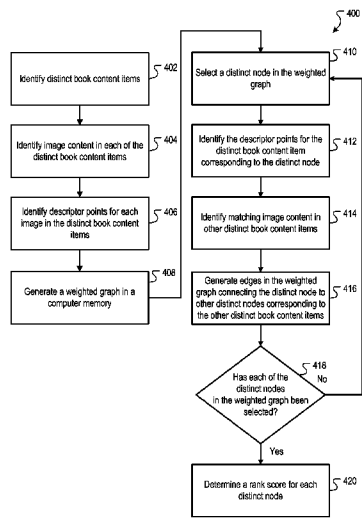 400
Identify distinct book content items
402
Identify image content in each of the
distinct book content items
404
Identify descriptor points for each
image in the distinct book content
items
406
Generate a weighted graph in a
computer memory
408
Select a distinct node in the weighted
graph
410
Identify the descriptor points for the
distinct book content item
corresponding to the distinct node
412
Identify matching image content in
other distinct book content items
414
Generate edges in the weighted
graph connecting the distinct node to
other distinct nodes corresponding to
the other distinct book content items
416
Has each of the
distinct nodes
in the weighted graph been
selected?
418
No
Yes
Determine a rank score for each
distinct node
420